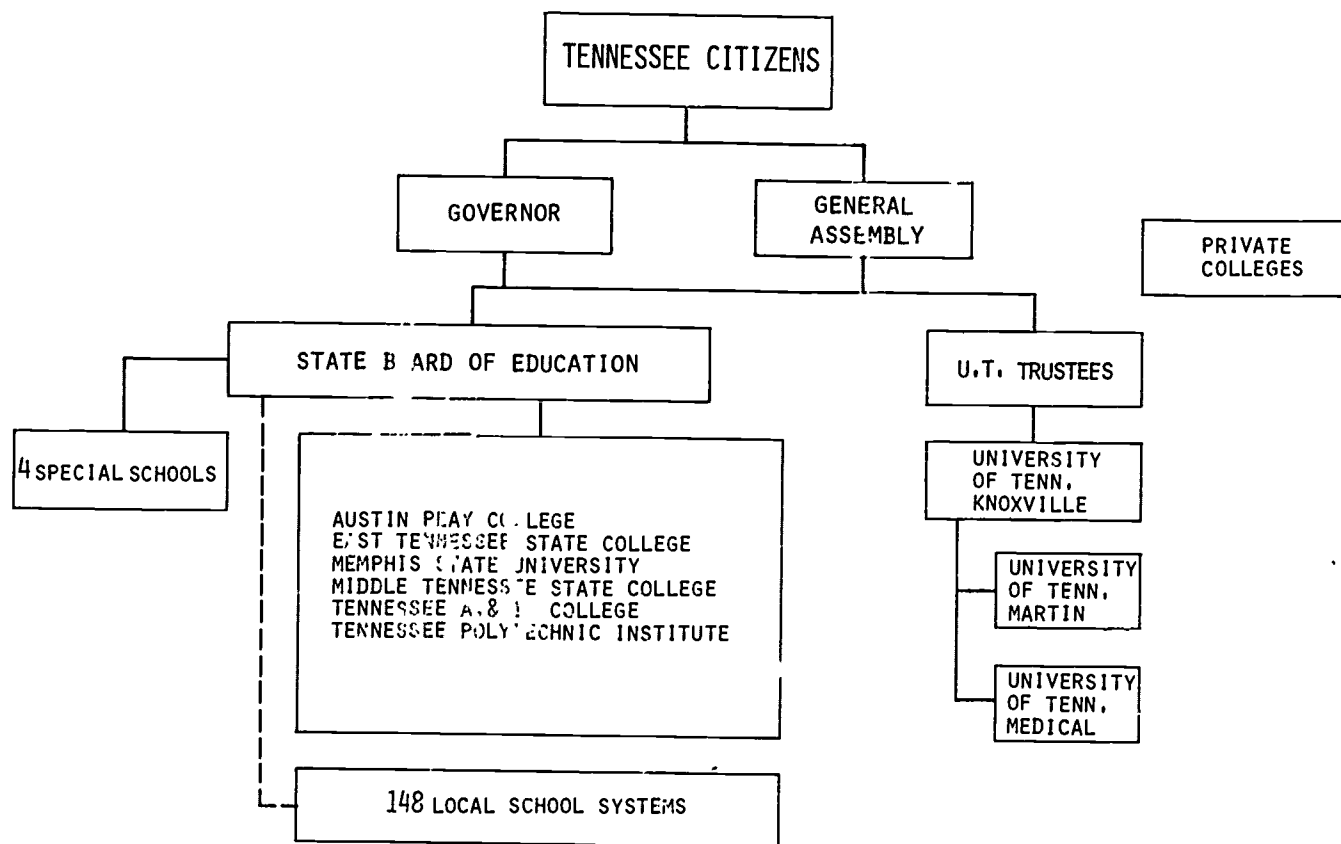 TENNESSEE CITIZENS
GOVERNOR
GENERAL
ASSEMBLY
PRIVATE
COLLEGES
STATE B ARD OF EDUCATION
U.T. TRUSTEES
4 SPECIAL SCHOOLS
UNIVERSITY
OF TENN.
KNOXVILLE
AUSTIN PEAY COLLEGE
EAST TENNESSEE STATE COLLEGE
MEMPHIS STATE UNIVERSITY
MIDDLE TENNESSEE STATE COLLEGE
TENNESSEE A.& COLLEGE
TENNESSEE POLYTECHNIC INSTITUTE
UNIVERSITY
OF TENN.
MARTIN
UNIVERSITY
OF TENN.
MEDICAL
148 LOCAL SCHOOL SYSTEMS